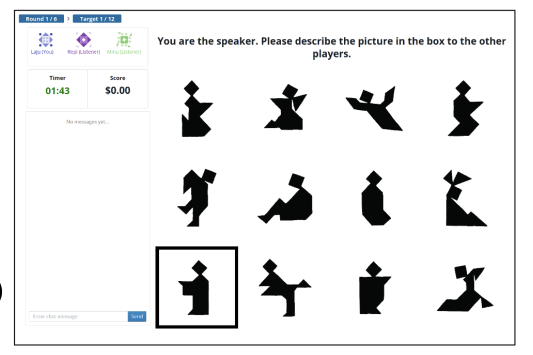 Round 1 / 6 > Target 1 / 12
Laju (You) Repi (Listener) Minu (Listener)
You are the speaker. Please describe the picture in the box to the other
players.
Timer Score
01:43 $0.00
No messages yet...
Enter chat message Send